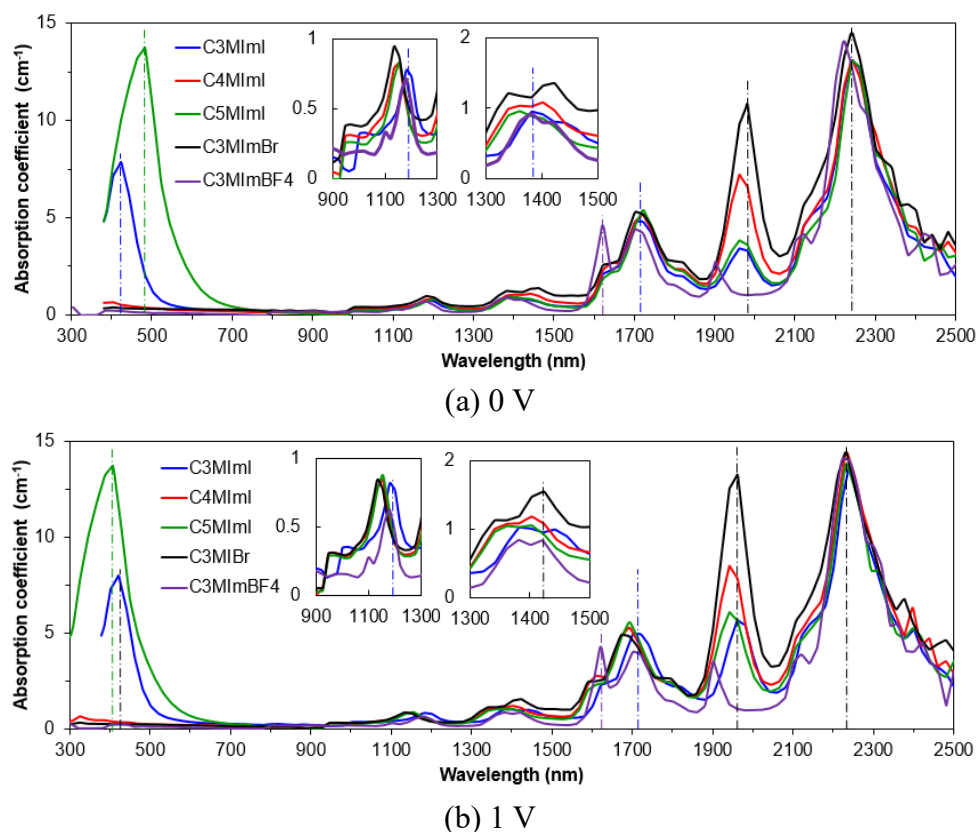 15
10
5
0
Absorption coefficient (cm⁻¹)
C3MImI
C4MImI
C5MImI
C3MImBr
C3MImBF4
1
0.5
0
900 1100 1300
2
1
0
1300 1400 1500
300 500 700 900 1100 1300 1500 1700 1900 2100 2300 2500
Wavelength (nm)
(a) 0 V
15
10
5
0
Absorption coefficient (cm⁻¹)
C3MImI
C4MImI
C5MImI
C3MIBr
C3MImBF4
1
0.5
0
900 1100 1300
2
1
0
1300 1400 1500
300 500 700 900 1100 1300 1500 1700 1900 2100 2300 2500
Wavelength (nm)
(b) 1 V